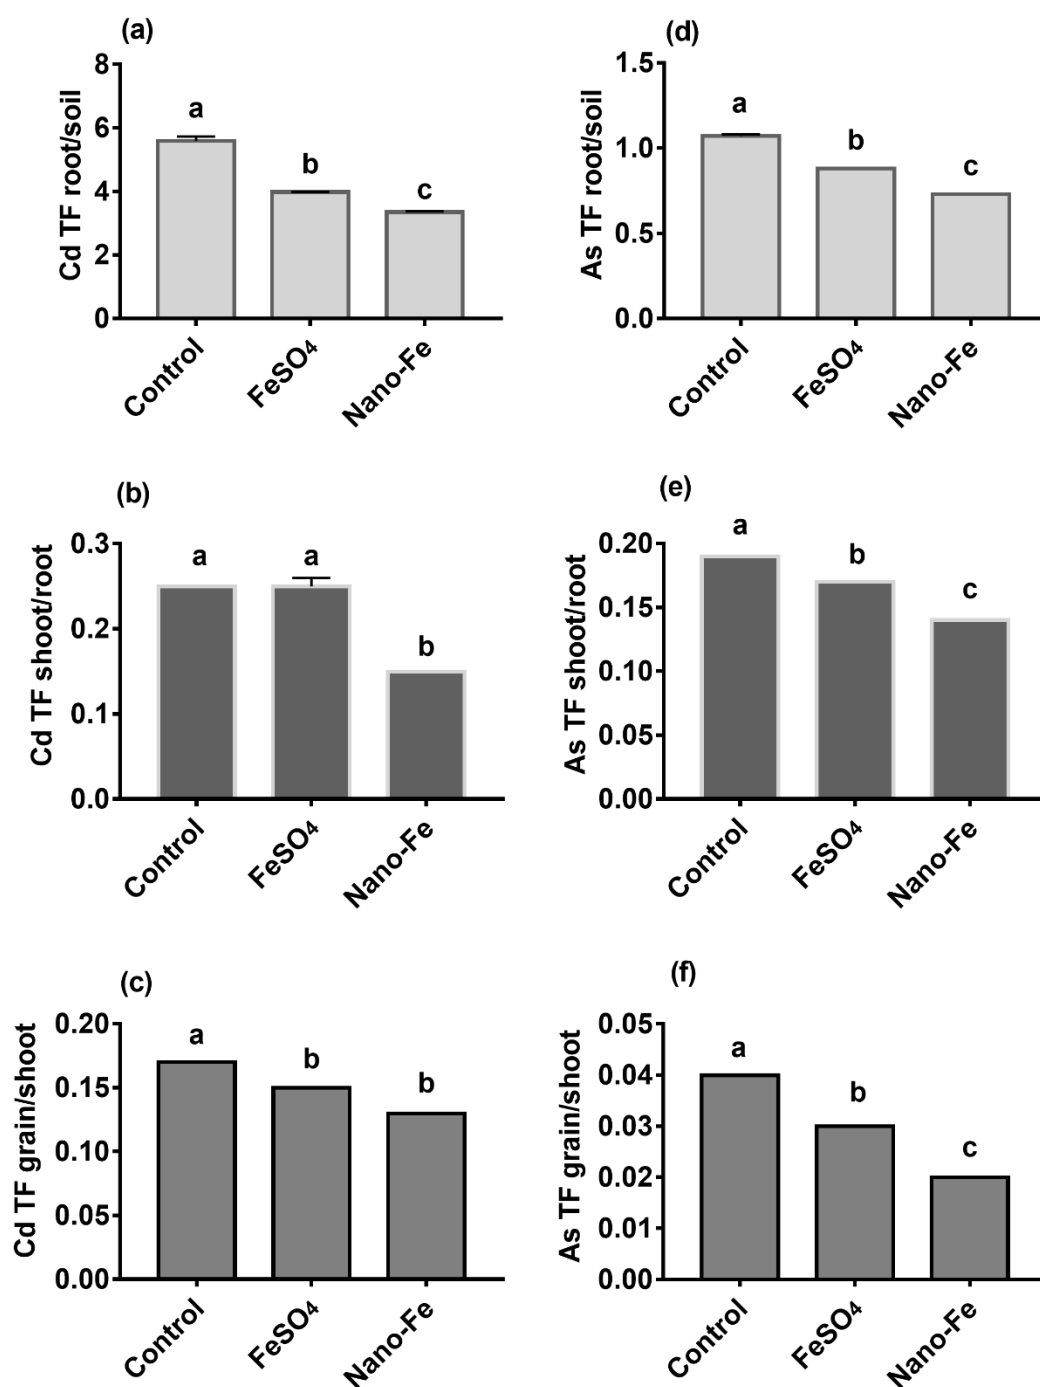 (a)
Cd TF root/soil
8
6
4
2
0
a
b
c
Control
FeSO₄
Nano-Fe
(d)
As TF root/soil
1.5
1.0
0.5
0.0
a
b
c
Control
FeSO₄
Nano-Fe
(b)
Cd TF shoot/root
0.3
0.2
0.1
0.0
a
a
b
Control
FeSO₄
Nano-Fe
(e)
As TF shoot/root
0.20
0.15
0.10
0.05
0.00
a
b
c
Control
FeSO₄
Nano-Fe
(c)
Cd TF grain/shoot
0.20
0.15
0.10
0.05
0.00
a
b
b
Control
FeSO₄
Nano-Fe
(f)
As TF grain/shoot
0.05
0.04
0.03
0.02
0.01
0.00
a
b
c
Control
FeSO₄
Nano-Fe